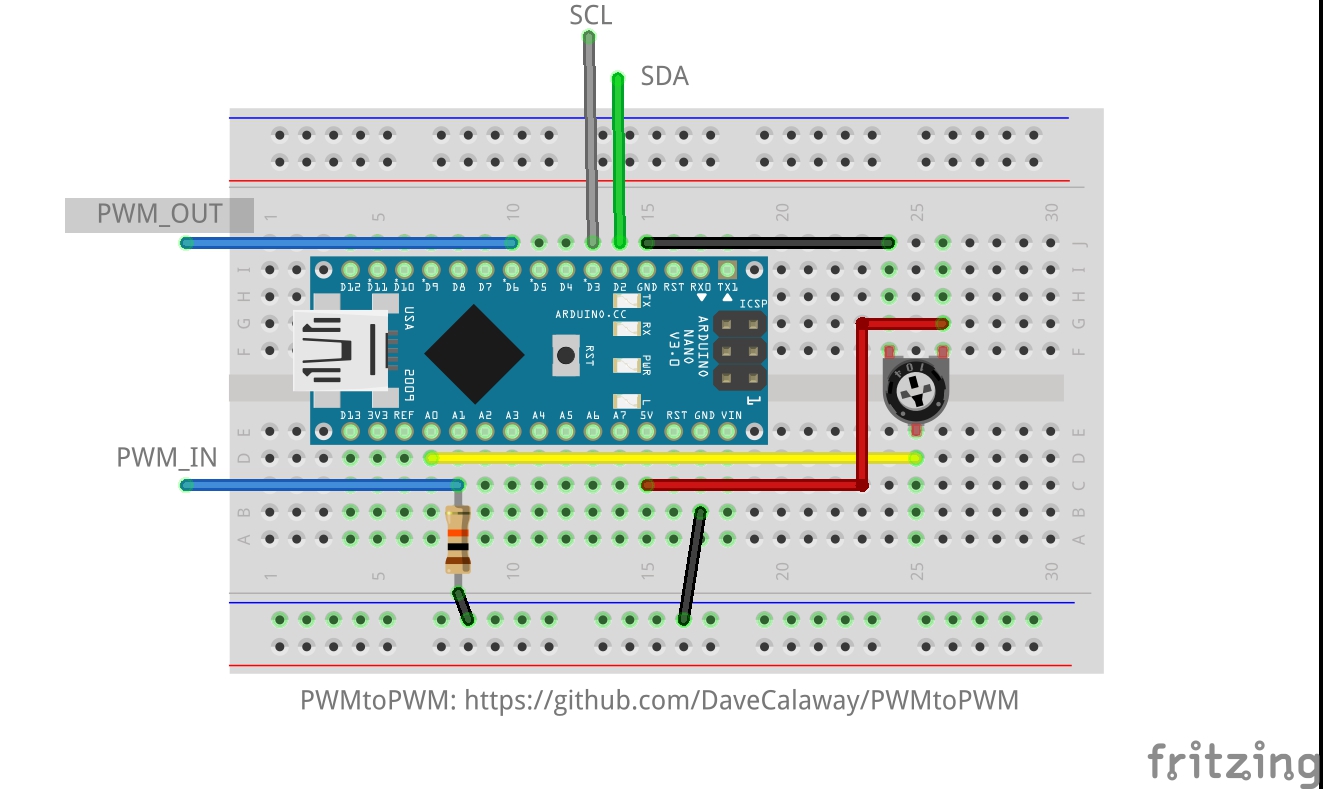 SCL
SDA
PWM_OUT
1 5 10 15 20 25 30
J
I I
H H
G G
F F
D12 D11 D10 D9 D8 D7 D6 D5 D4 D3 D2 GND RST RX0 TX1
ICSP
ARDUINO.CC
TX
RX
PWR
L
RST
ARDUINO
NANO
V3.0
USA
2009
1
104
D13 3V3 REF A0 A1 A2 A3 A4 A5 A6 A7 5V RST GND VIN
E E
PWM_IN
D D
C
B B
A A
1 5 10 15 20 25 30
PWMtoPWM: https://github.com/DaveCalaway/PWMtoPWM
fritzing